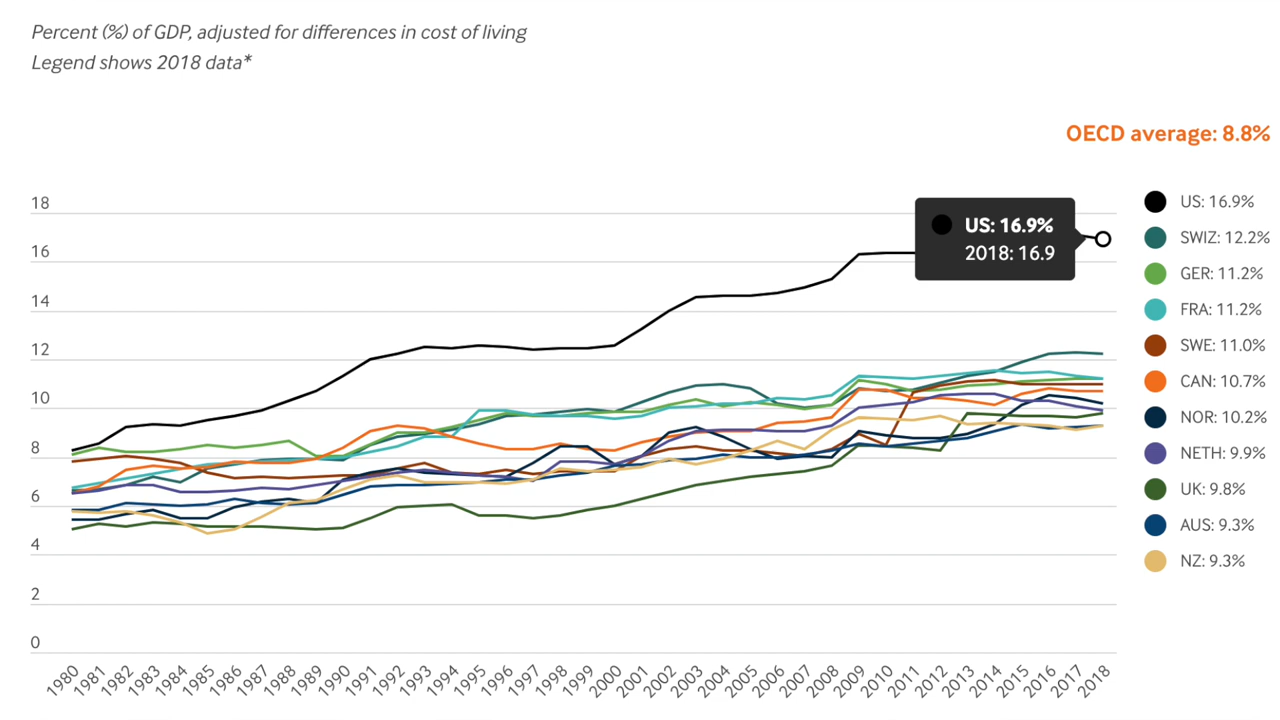 Percent (%) of GDP, adjusted for differences in cost of living
Legend shows 2018 data*
OECD average: 8.8%
18
16
14
12
10
8
6
4
2
0
US: 16.9%
2018: 16.9
US: 16.9%
SWIZ: 12.2%
GER: 11.2%
FRA: 11.2%
SWE: 11.0%
CAN: 10.7%
NOR: 10.2%
NETH: 9.9%
UK: 9.8%
AUS: 9.3%
NZ: 9.3%
1980 1981 1982 1983 1984 1985 1986 1987 1988 1989 1990 1991 1992 1993 1994 1995 1996 1997 1998 1999 2000 2001 2002 2003 2004 2005 2006 2007 2008 2009 2010 2011 2012 2013 2014 2015 2016 2017 2018